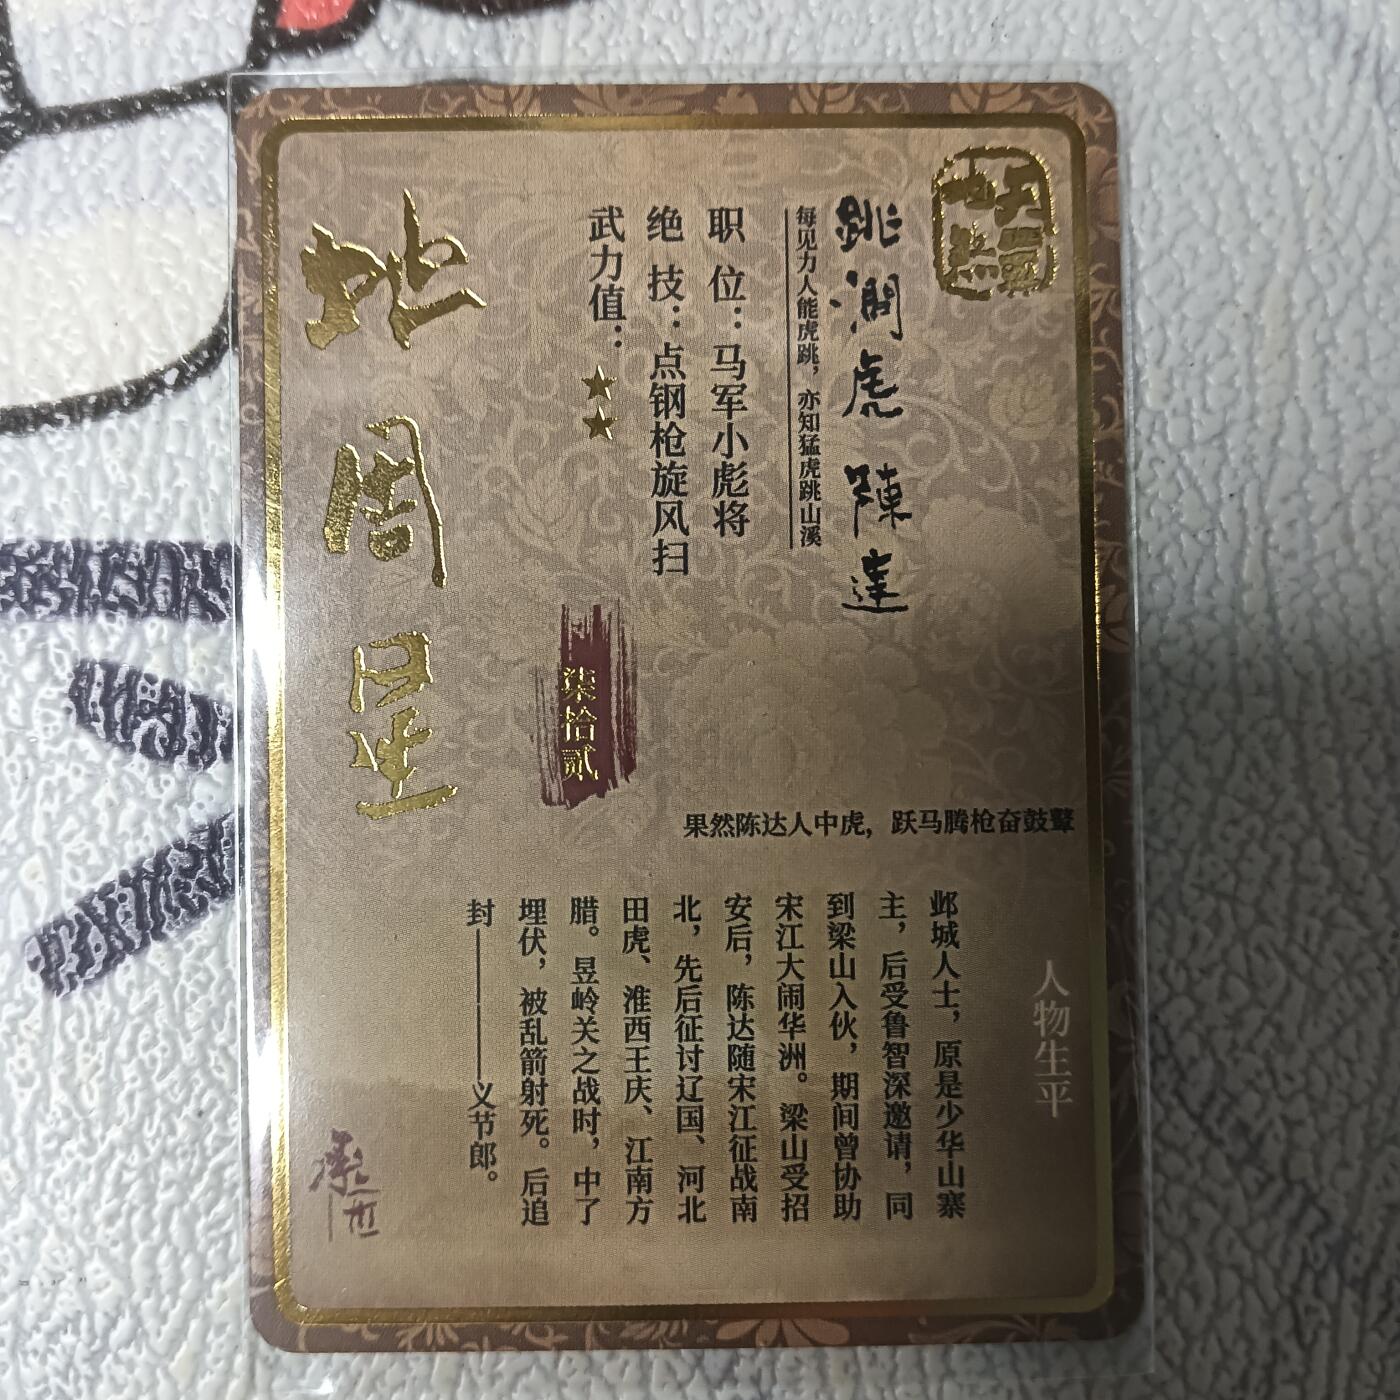 天罡
地煞
跳澗虎 陳達
每见力人能虎跳，亦知猛虎跳山溪
职 位：马军小彪将
绝 技：点钢枪旋风扫
武力值：★★
地周星
柒拾贰
果然陈达人中虎，跃马腾枪奋鼓鼙
人物生平
邺城人士，原是少华山寨
主，后受鲁智深邀请，同
到梁山入伙，期间曾协助
宋江大闹华洲。梁山受招
安后，陈达随宋江征战南
北，先后征讨辽国、河北
田虎、淮西王庆、江南方
腊。昱岭关之战时，中了
埋伏，被乱箭射死。后追
封————义节郎。